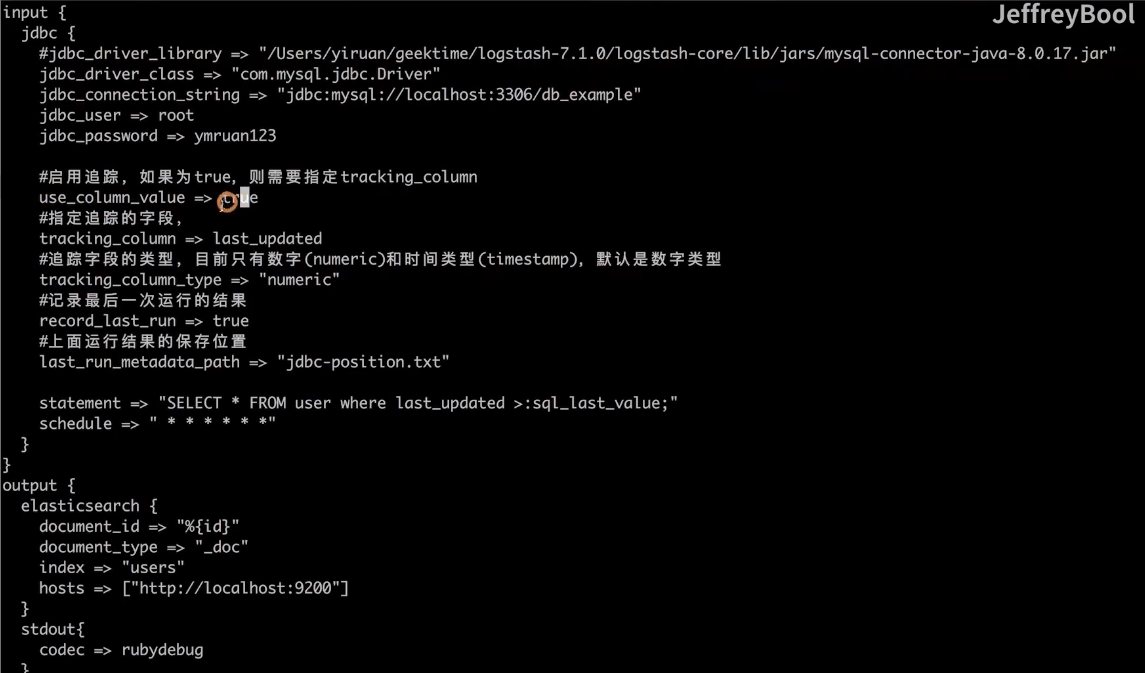 JeffreyBool
input {
  jdbc {
    #jdbc_driver_library => "/Users/yiruan/geektime/logstash-7.1.0/logstash-core/lib/jars/mysql-connector-java-8.0.17.jar"
    jdbc_driver_class => "com.mysql.jdbc.Driver"
    jdbc_connection_string => "jdbc:mysql://localhost:3306/db_example"
    jdbc_user => root
    jdbc_password => ymruan123

    #启用追踪，如果为true，则需要指定tracking_column
    use_column_value => true
    #指定追踪的字段，
    tracking_column => last_updated
    #追踪字段的类型，目前只有数字(numeric)和时间类型(timestamp)，默认是数字类型
    tracking_column_type => "numeric"
    #记录最后一次运行的结果
    record_last_run => true
    #上面运行结果的保存位置
    last_run_metadata_path => "jdbc-position.txt"

    statement => "SELECT * FROM user where last_updated >:sql_last_value;"
    schedule => " * * * * * *"
  }
}
output {
  elasticsearch {
    document_id => "%{id}"
    document_type => "_doc"
    index => "users"
    hosts => ["http://localhost:9200"]
  }
  stdout{
    codec => rubydebug
  }